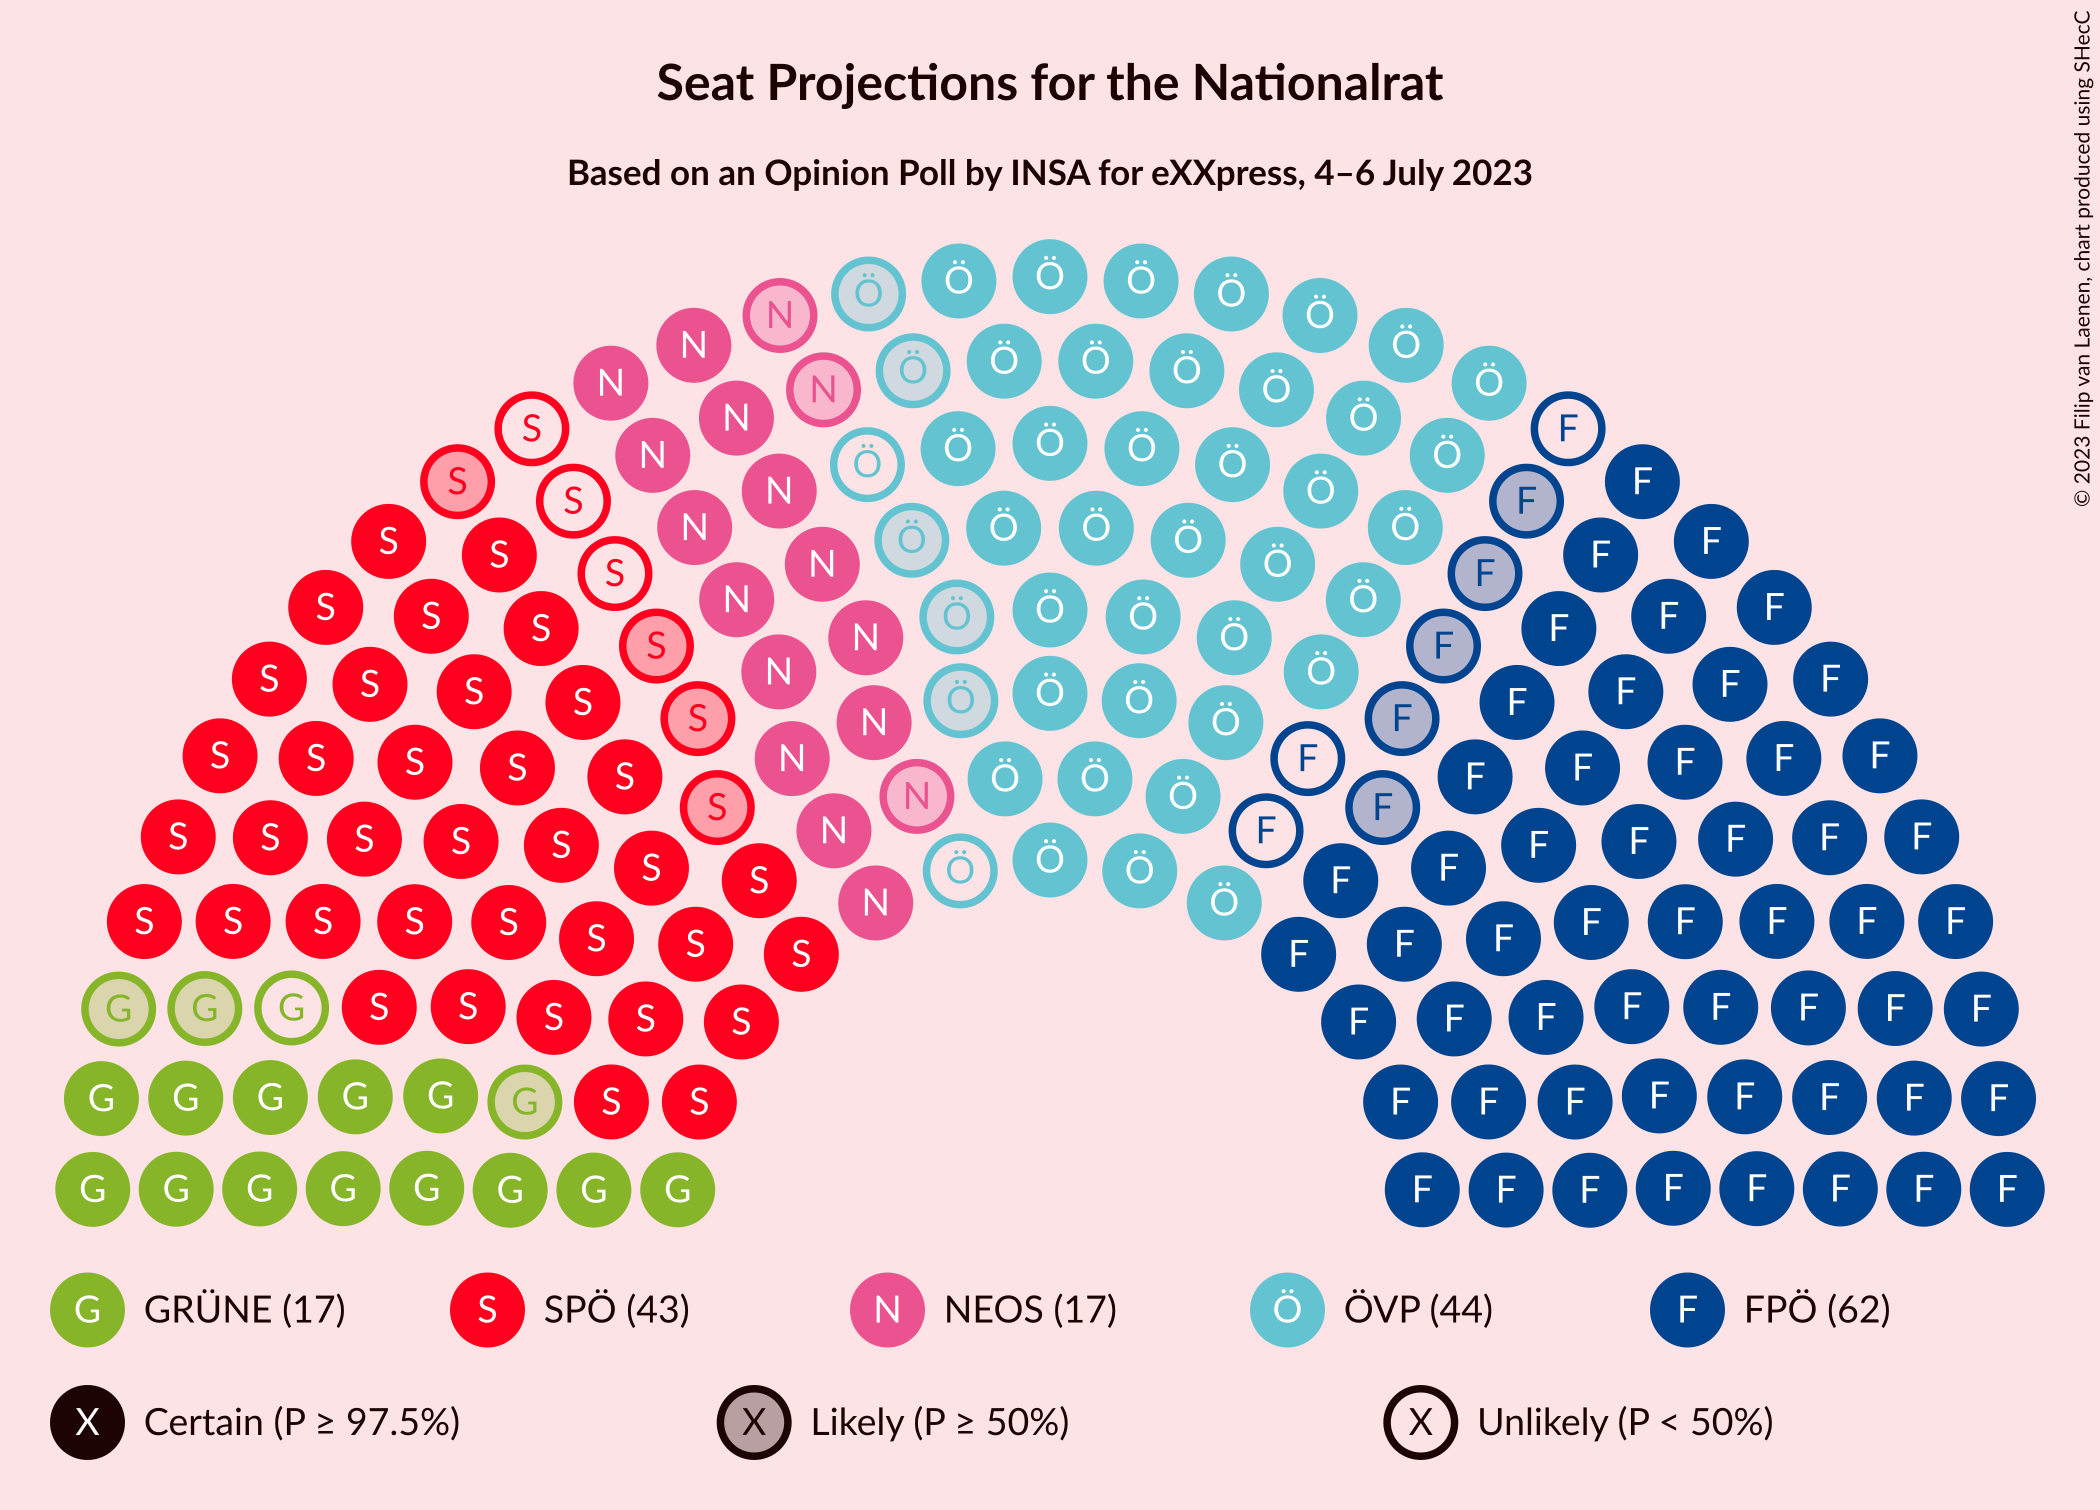 Seat Projections for the Nationalrat
Based on an Opinion Poll by INSA for eXXpress, 4–6 July 2023
© 2023 Filip van Laenen, chart produced using SHecC
Ö Ö Ö Ö Ö
N Ö Ö
N Ö Ö Ö Ö Ö
N N Ö Ö Ö
S N N Ö Ö Ö Ö Ö Ö F
S N N Ö Ö Ö F F
S S S N N Ö Ö Ö Ö Ö Ö F F F
S S N N Ö Ö Ö Ö F F F
S S S S N Ö Ö Ö Ö F F F F
S S S S N Ö Ö Ö Ö F F F F
S S S S N N Ö F F F F F
S S S S S S N Ö Ö Ö F F F F F F
S S S S S S S N Ö Ö Ö F F F F F F F
S S S S S S S S N Ö F F F F F F F F
G G G S S S S S F F F F F F F F
G G G G G G S S F F F F F F F F
G G G G G G G G F F F F F F F F
G GRÜNE (17) S SPÖ (43) N NEOS (17) Ö ÖVP (44) F FPÖ (62)
X Certain (P ≥ 97.5%) X Likely (P ≥ 50%) X Unlikely (P < 50%)